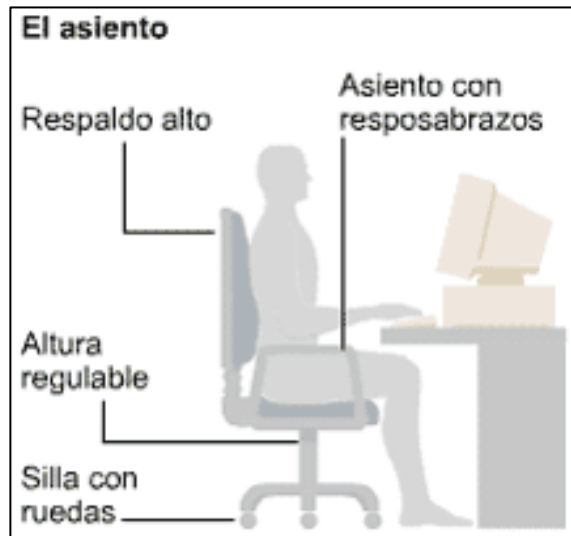 El asiento
Respaldo alto
Asiento con
resposabrazos
Altura
regulable
Silla con
ruedas